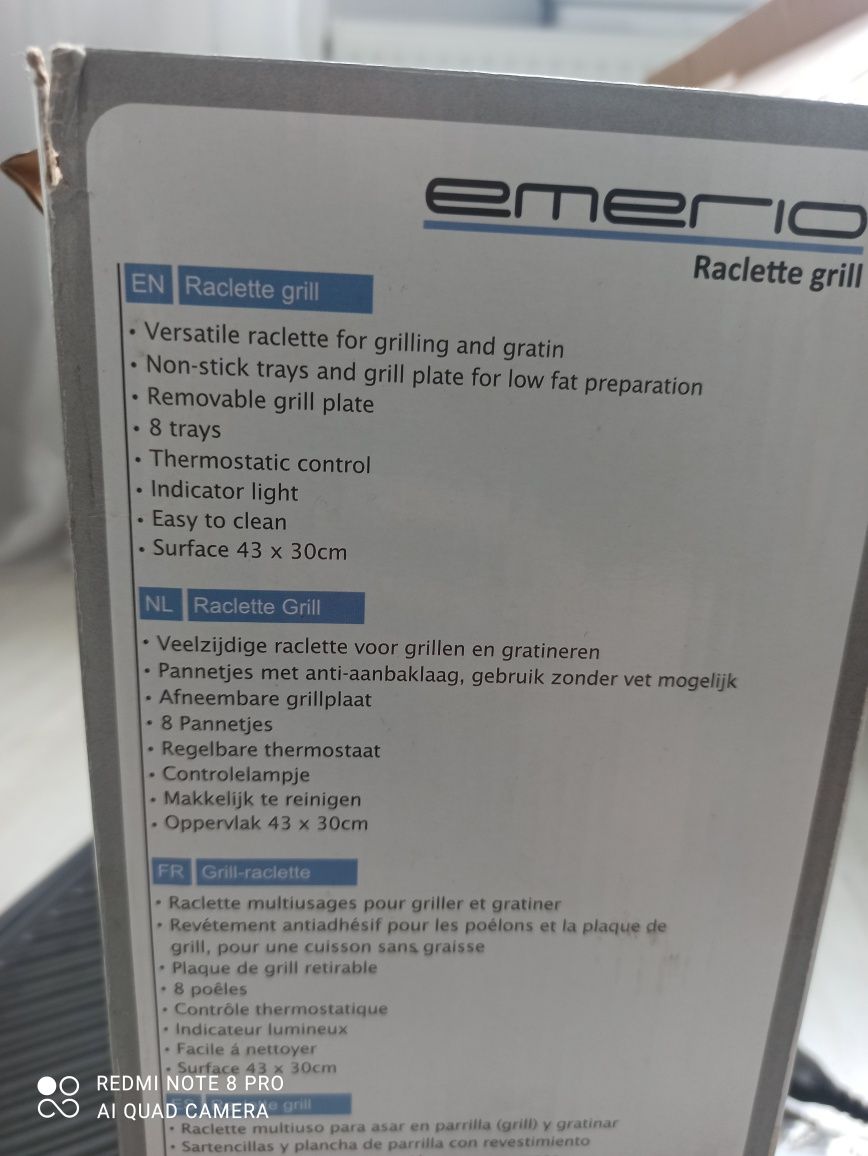 emerio
Raclette grill
EN Raclette grill
• Versatile raclette for grilling and gratin
• Non-stick trays and grill plate for low fat preparation
• Removable grill plate
• 8 trays
• Thermostatic control
• Indicator light
• Easy to clean
• Surface 43 x 30cm
NL Raclette Grill
• Veelzijdige raclette voor grillen en gratineren
• Pannetjes met anti-aanbaklaag, gebruik zonder vet mogelijk
• Afneembare grillplaat
• 8 Pannetjes
• Regelbare thermostaat
• Controlelampje
• Makkelijk te reinigen
• Oppervlak 43 x 30cm
FR Grill-raclette
• Raclette multiusages pour griller et gratiner
• Revétement antiadhésif pour les poélons et la plaque de
grill, pour une cuisson sans graisse
• Plaque de grill retirable
• 8 poêles
• Contrôle thermostatique
• Indicateur lumineux
• Facile á nettoyer
• Surface 43 x 30cm
ES Raclette grill
• Raclette multiuso para asar en parrilla (grill) y gratinar
• Sartencillas y plancha de parrilla con revestimiento
REDMI NOTE 8 PRO
AI QUAD CAMERA